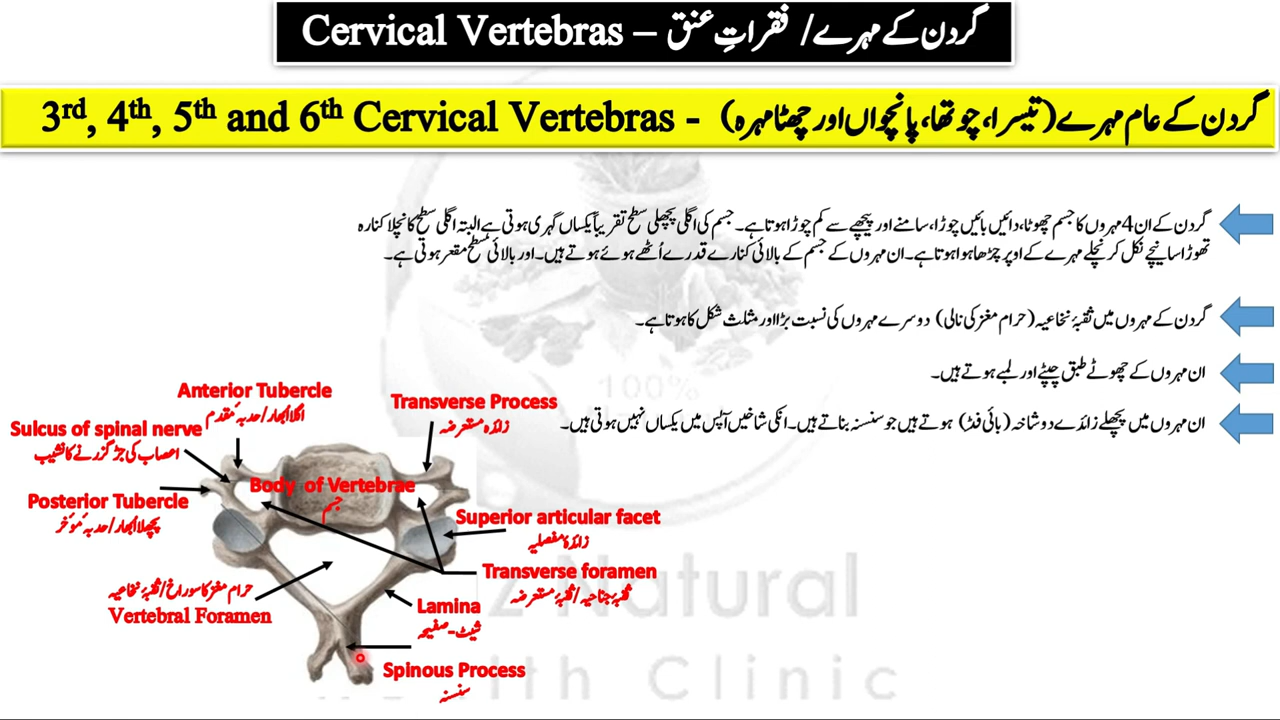 گردن کے مہرے/ فقراتِ عنق – Cervical Vertebras
گردن کے عام مہرے (تیسرا، چوتھا، پانچواں اور چھٹا مہرہ) - 3rd, 4th, 5th and 6th Cervical Vertebras
گردن کے ان 4 مہروں کا جسم چھوٹا، دائیں بائیں چوڑا، سامنے اور پیچھے سے کم چوڑا ہوتا ہے۔ جسم کی اگلی پچھلی سطح تقریباً یکساں گہری ہوتی ہے البتہ اگلی سطح کا نچلا کنارہ
تھوڑا سا نیچے نکل کر نچلے مہرے کے اوپر چڑھا ہوا ہوتا ہے۔ ان مہروں کے جسم کے بالائی کنارے قدرے اُٹھے ہوئے ہوتے ہیں۔ اور بالائی سطح مقعر ہوتی ہے۔
گردن کے مہروں میں ثقبۂ نخاعیہ (حرام مغز کی نالی) دوسرے مہروں کی نسبت بڑا اور مثلث شکل کا ہوتا ہے۔
ان مہروں کے چھوٹے طبق چپٹے اور لمبے ہوتے ہیں۔
ان مہروں میں پچھلے زائدے دو شاخہ (بائی فڈ) ہوتے ہیں جو سنسنہ بناتے ہیں۔ انکی شاخیں آپس میں یکساں نہیں ہوتی ہیں۔
Anterior Tubercle
اگلا ابھار/حدبہ مقدم
Transverse Process
زائدہ مستعرضہ
Sulcus of spinal nerve
اعصاب کی جڑ گزرنے کا نشیب
Body of Vertebrae
جسم
Posterior Tubercle
پچھلا ابھار/حدبہ مؤخر
Superior articular facet
زائدہ مفصلیہ
Transverse foramen
ثقبۂ جناحیہ/ثقبۂ مستعرضہ
حرام مغز کا سوراخ/ثقبۂ نخاعیہ
Vertebral Foramen
Lamina
شیٹ-صفیحہ
Spinous Process
سنسنہ
100%
Natural
Health Clinic